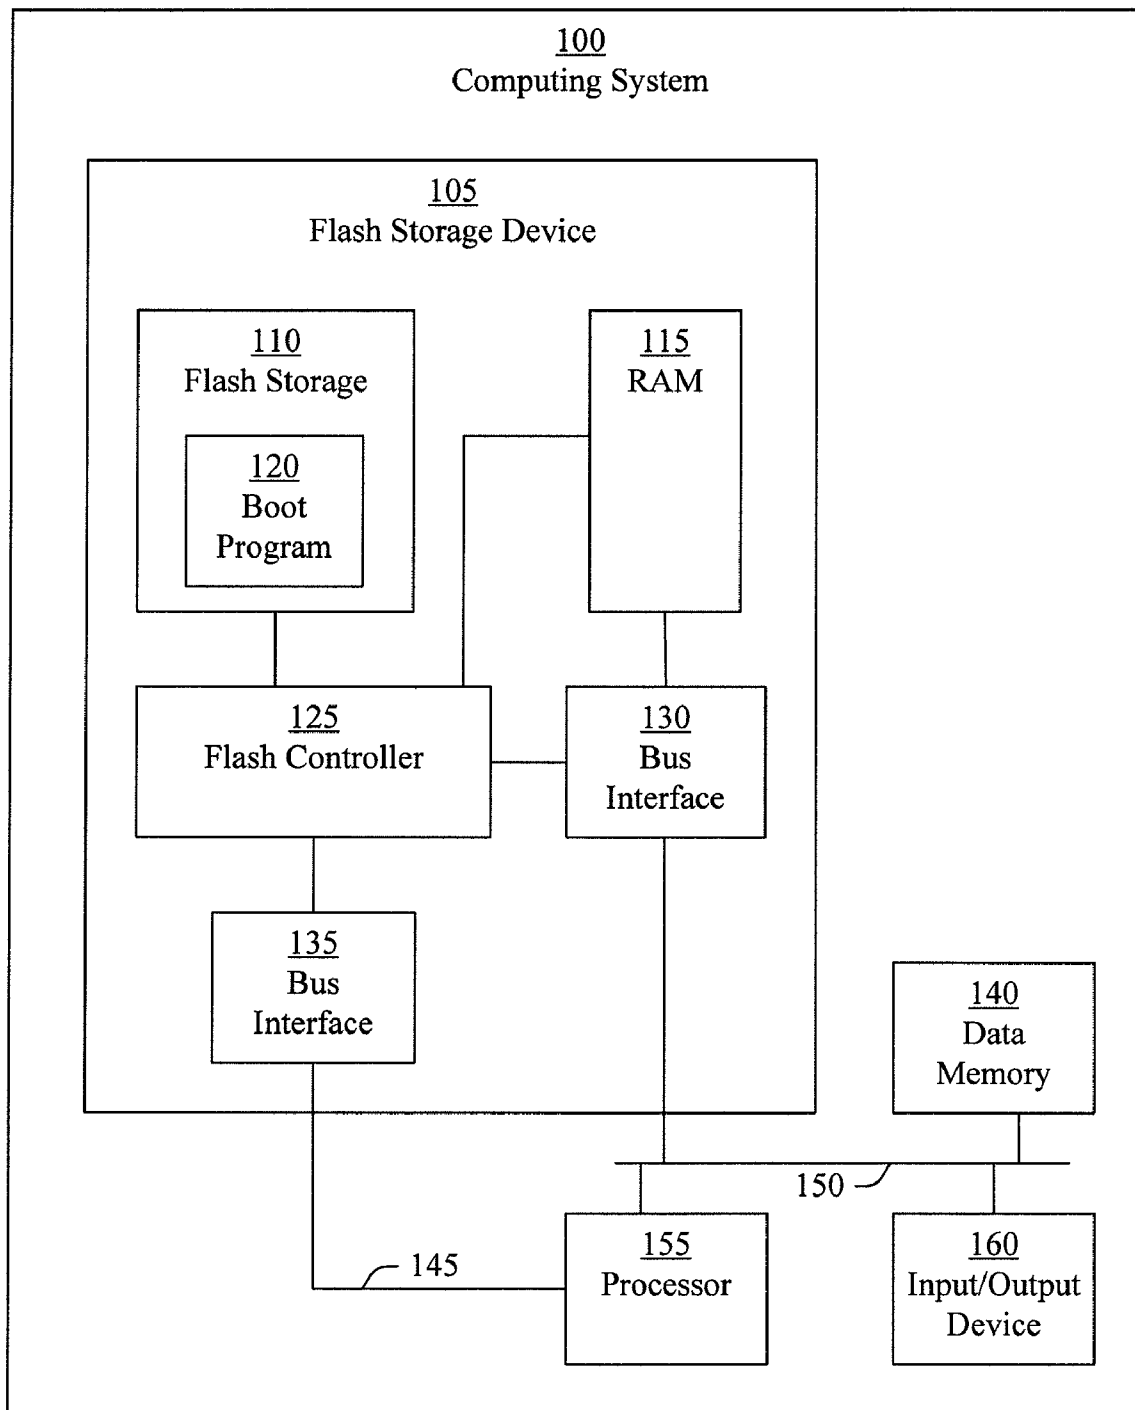 100
Computing System
105
Flash Storage Device
110
Flash Storage
115
RAM
120
Boot
Program
125
Flash Controller
130
Bus
Interface
135
Bus
Interface
140
Data
Memory
150
145
155
Processor
160
Input/Output
Device